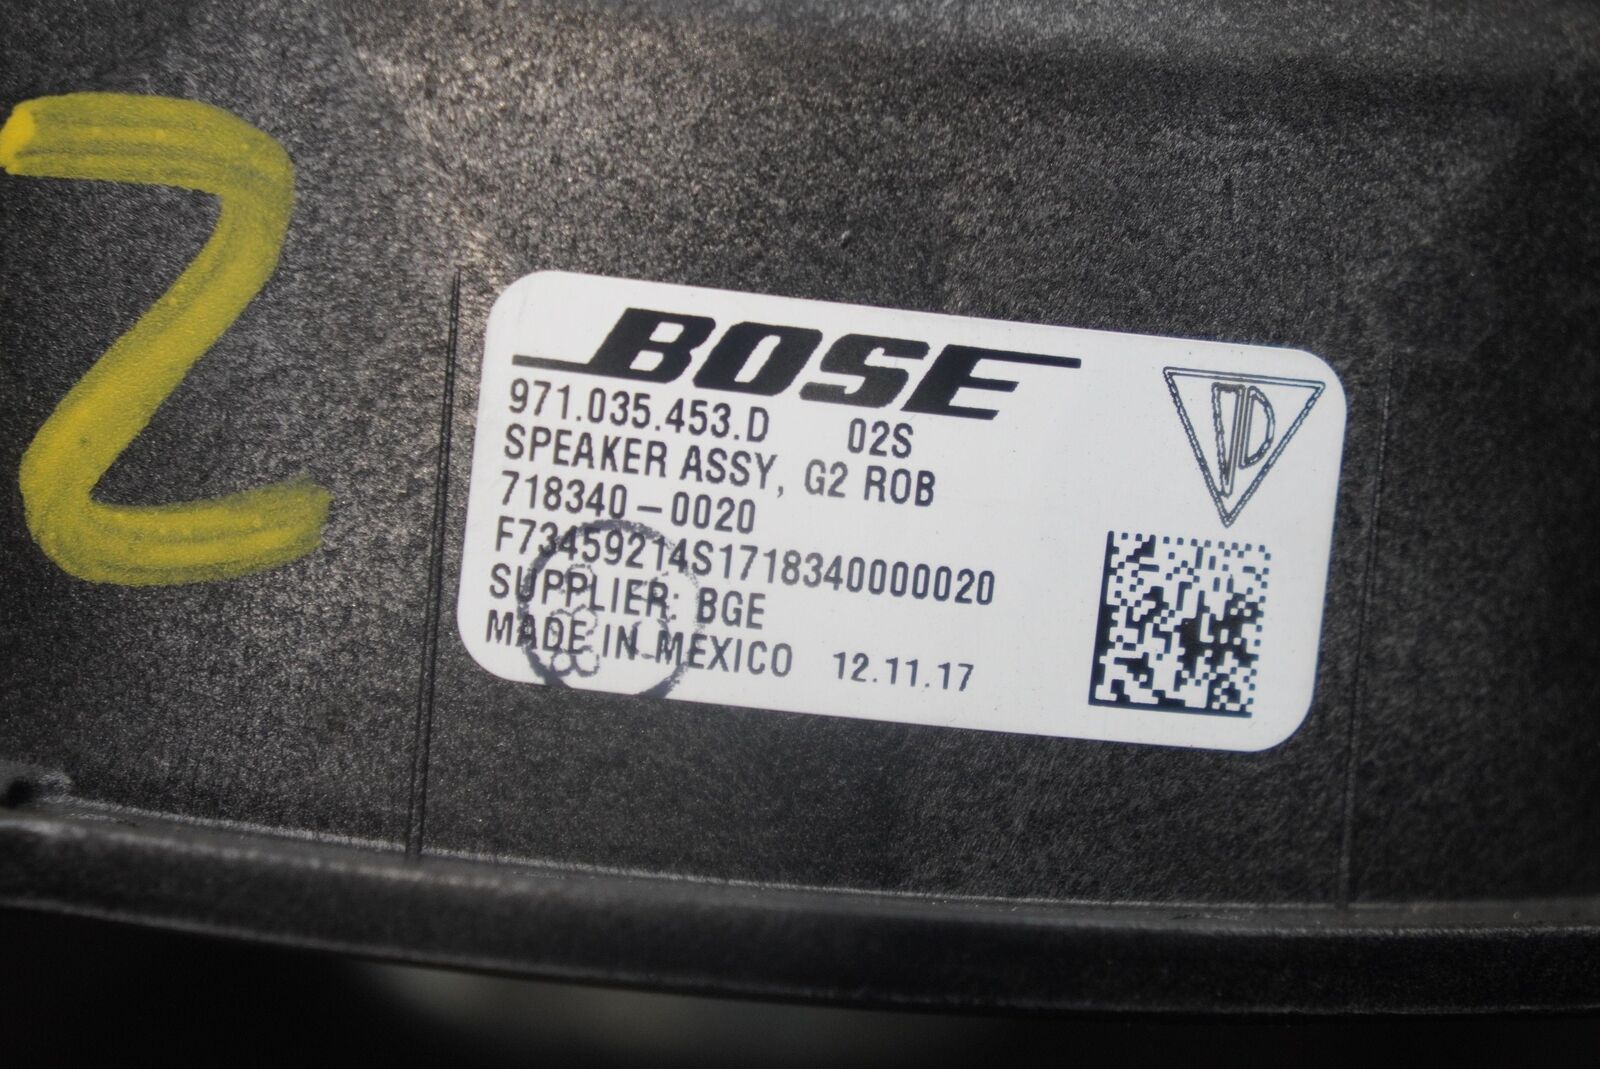 2
BOSE
971.035.453.D 02S
SPEAKER ASSY, G2 ROB
718340-0020
F73459214S1718340000020
SUPPLIER: BGE
MADE IN MEXICO 12.11.17